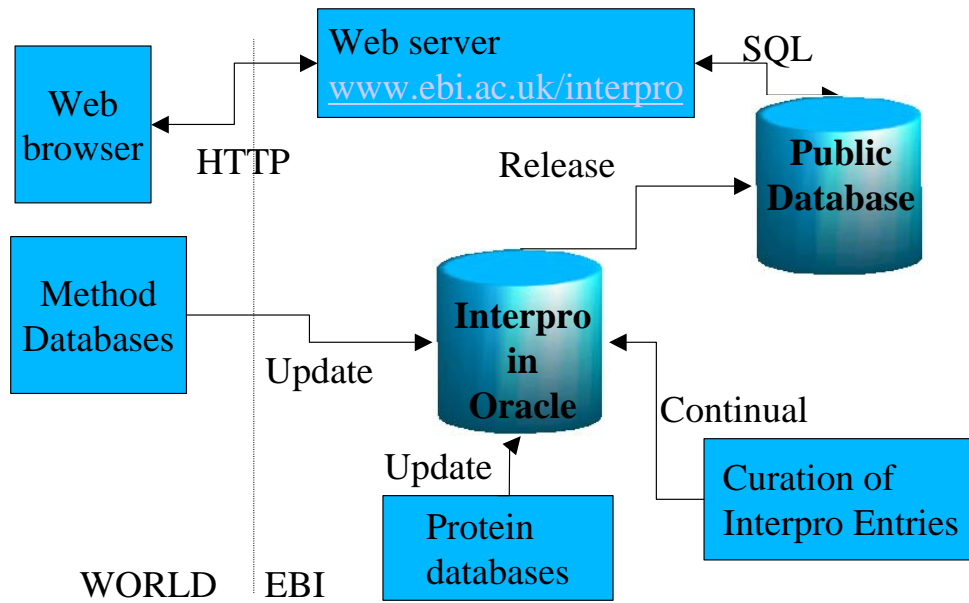 Web server
www.ebi.ac.uk/interpro
SQL
Web
browser
HTTP
Public
Database
Release
Method
Databases
Update
Interpro
in
Oracle
Continual
Update
Curation of
Interpro Entries
Protein
databases
WORLD
EBI